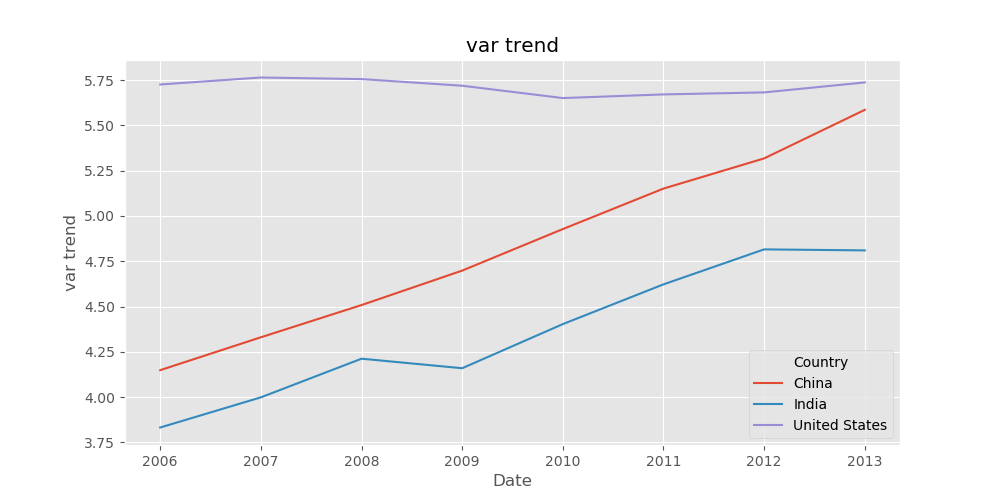 var trend
5.75
5.50
5.25
5.00
4.75
4.50
4.25
4.00
3.75
var trend
Country
China
India
United States
2006 2007 2008 2009 2010 2011 2012 2013
Date